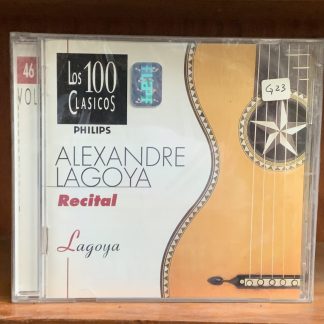 46
VOL
LOS 100
CLASICOS
PHILIPS
G23
ALEXANDRE
LAGOYA
Recital
Lagoya